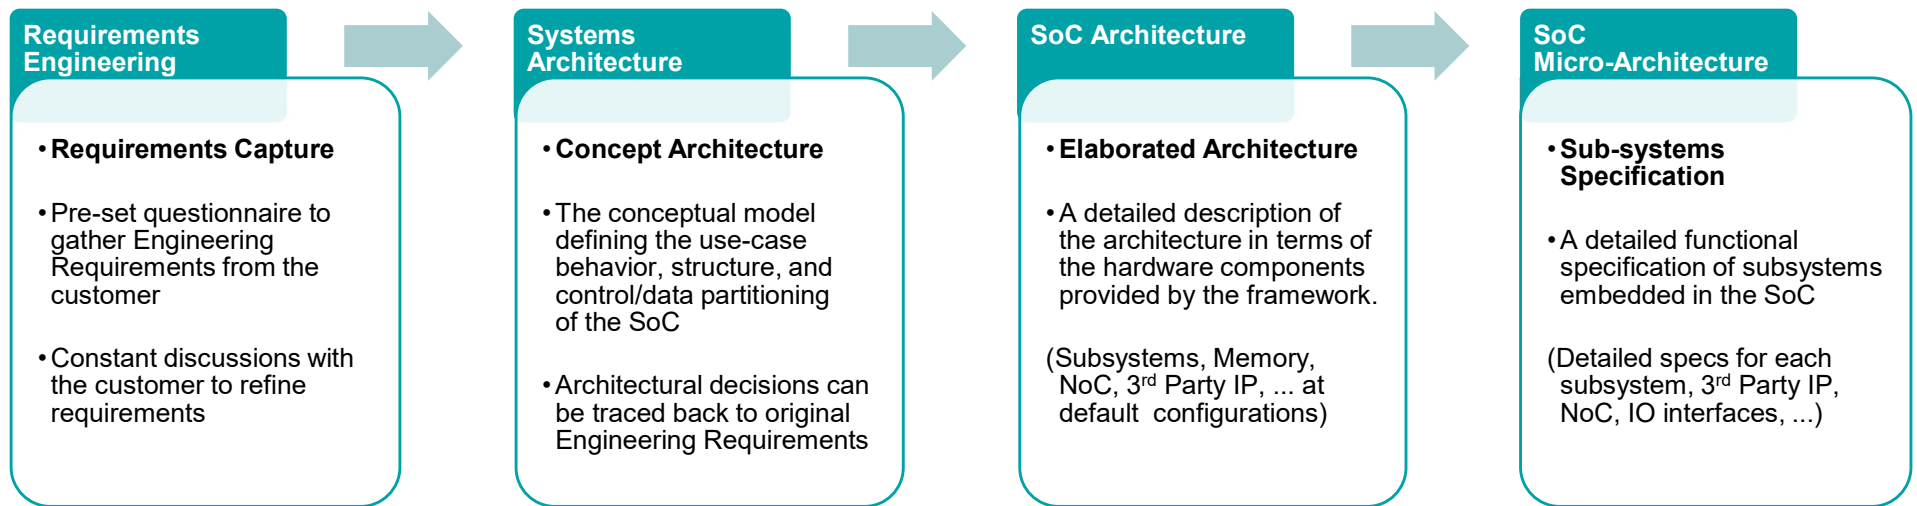 Requirements
Engineering
• Requirements Capture
• Pre-set questionnaire to
gather Engineering
Requirements from the
customer
• Constant discussions with
the customer to refine
requirements
Systems
Architecture
• Concept Architecture
• The conceptual model
defining the use-case
behavior, structure, and
control/data partitioning
of the SoC
• Architectural decisions can
be traced back to original
Engineering Requirements
SoC Architecture
• Elaborated Architecture
• A detailed description of
the architecture in terms of
the hardware components
provided by the framework.
(Subsystems, Memory,
NoC, 3rd Party IP, ... at
default configurations)
SoC
Micro-Architecture
• Sub-systems
Specification
• A detailed functional
specification of subsystems
embedded in the SoC
(Detailed specs for each
subsystem, 3rd Party IP,
NoC, IO interfaces, ...)